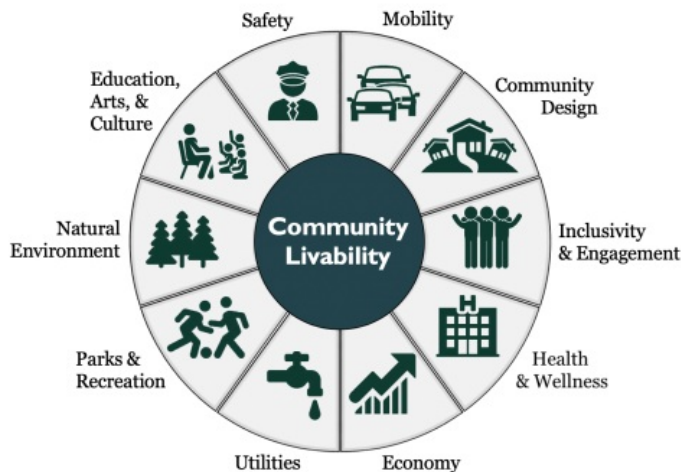 Safety
Mobility
Education,
Arts, &
Culture
Community
Design
Community
Livability
Natural
Environment
Inclusivity
& Engagement
H
Parks &
Recreation
Health
& Wellness
Utilities
Economy